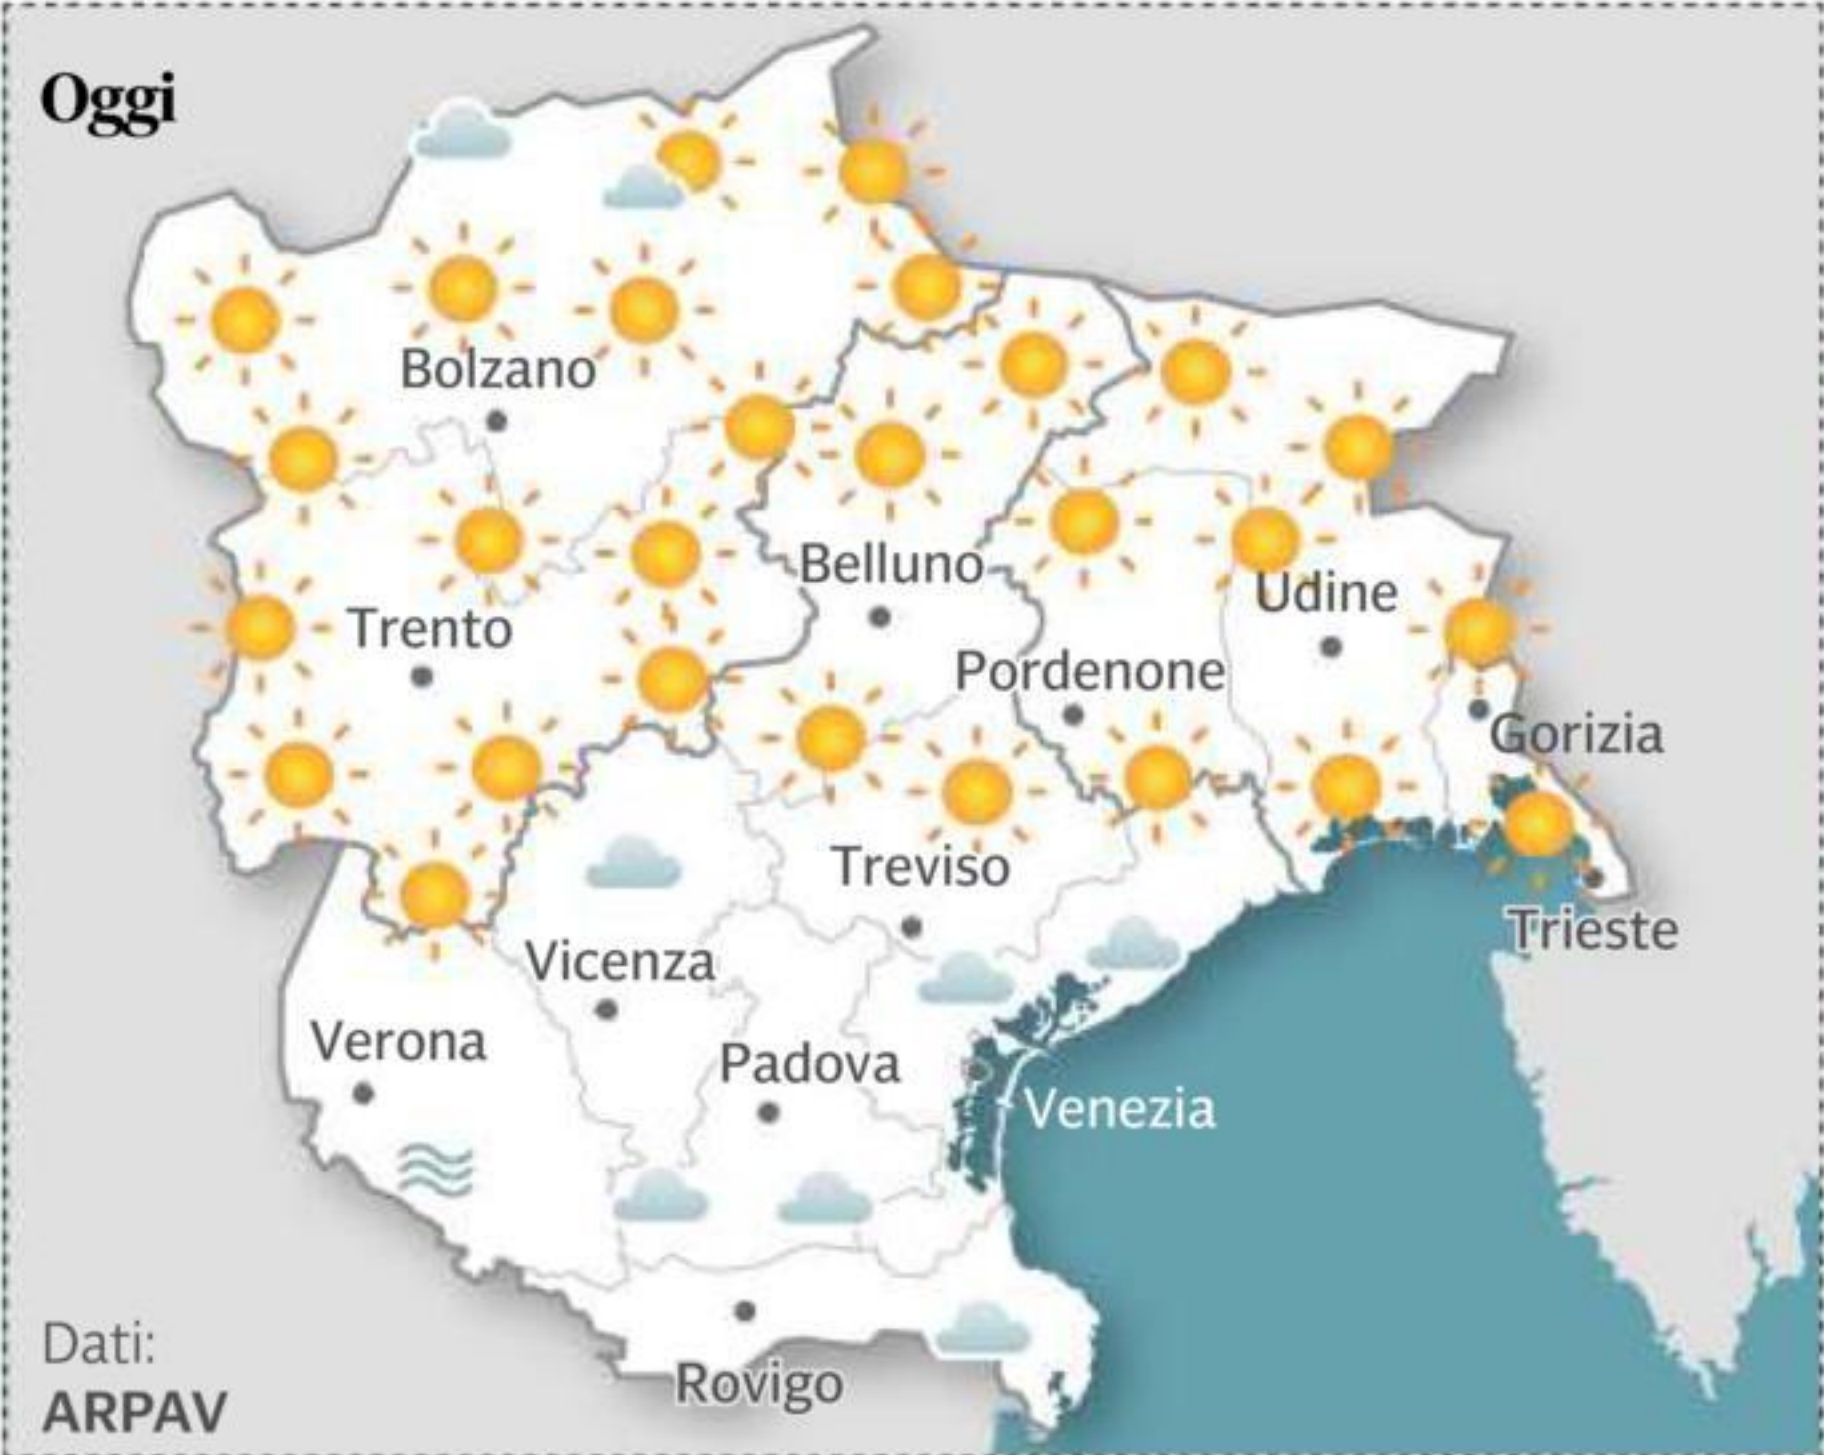 Oggi
Bolzano
Belluno
Udine
Trento
Pordenone
Gorizia
Treviso
Trieste
Vicenza
Verona
Padova
Venezia
Dati:
ARPAV
Rovigo